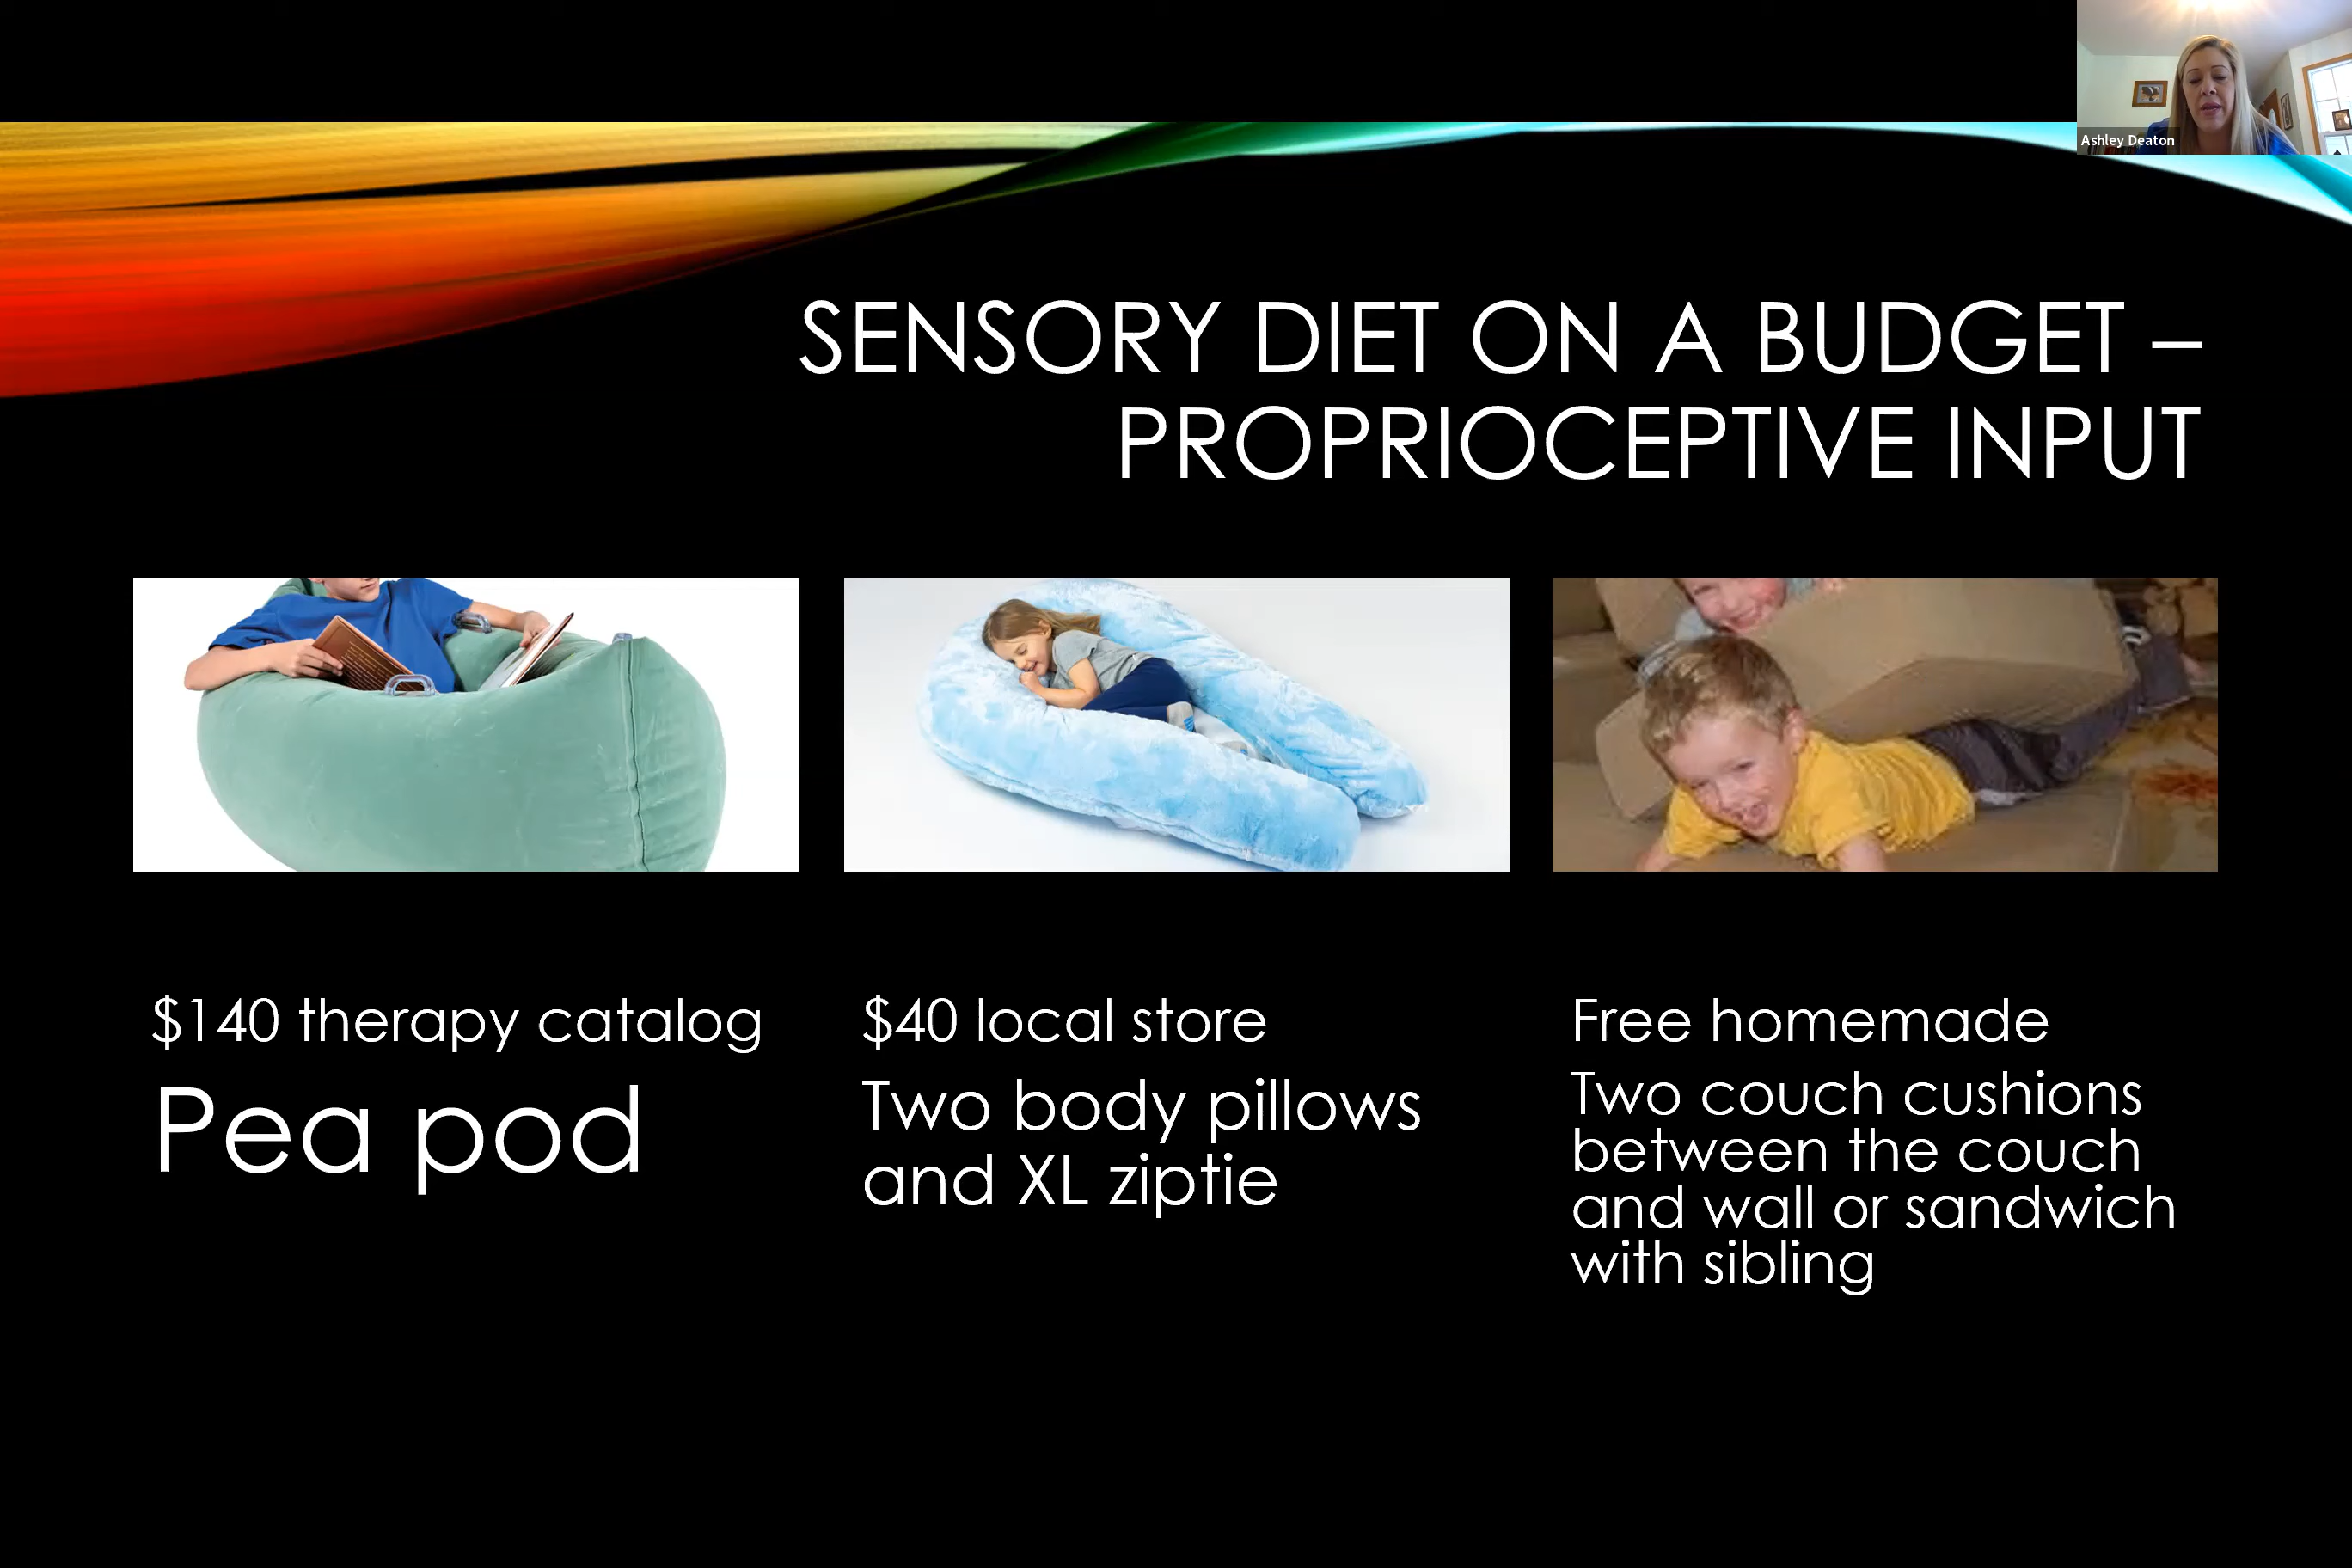 Ashley Deaton
SENSORY DIET ON A BUDGET –
PROPRIOCEPTIVE INPUT
$140 therapy catalog
Pea pod
$40 local store
Two body pillows
and XL ziptie
Free homemade
Two couch cushions
between the couch
and wall or sandwich
with sibling